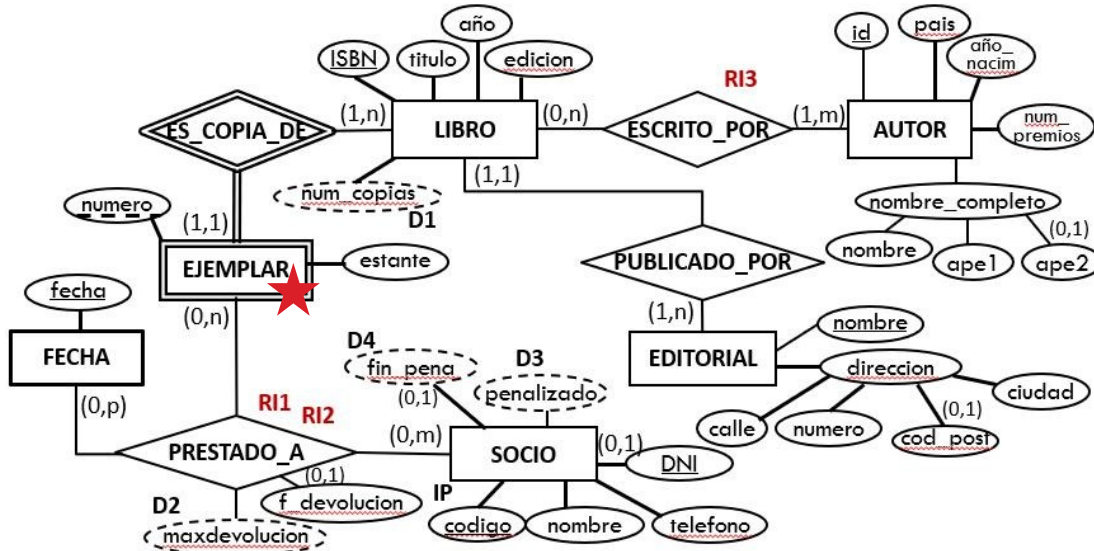 año
id
pais
ISBN
titulo
edicion
RI3
año_
nacim
ES_COPIA_DE
(1,n)
LIBRO
(0,n)
ESCRITO_POR
(1,m)
AUTOR
num_
premios
(1,1)
num_copias
D1
numero
(1,1)
nombre_completo
(0,1)
nombre
ape1
ape2
EJEMPLAR
estante
PUBLICADO_POR
fecha
(0,n)
(1,n)
nombre
FECHA
D4
fin_pena
(0,1)
D3
penalizado
EDITORIAL
direccion
ciudad
(0,p)
RI1
RI2
(0,m)
calle
numero
(0,1)
cod_post
PRESTADO_A
SOCIO
(0,1)
DNI
(0,1)
f_devolucion
IP
D2
maxdevolucion
codigo
nombre
telefono